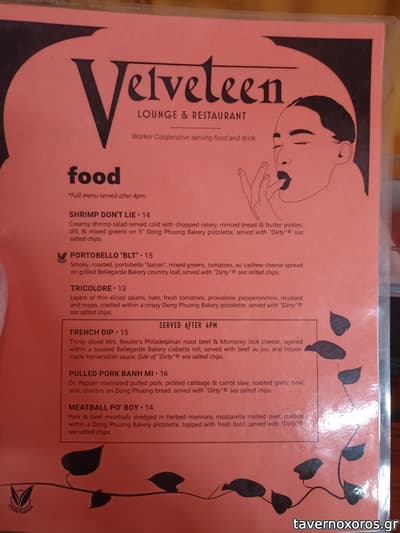 Velveteen
LOUNGE & RESTAURANT
Worker Cooperative serving food and drink
food
*Full menu served after 4pm.
SHRIMP DON'T LIE • 14
Creamy shrimp salad served cold with chopped celery, minced bread & butter pickles,
dill, & mixed greens on 5" Dong Phuong Bakery pistolette, served with "Dirty"® sea
salted chips.
PORTOBELLO "BLT" • 15
Smoky, roasted, portobello "bacon", mixed greens, tomatoes, w/ cashew cheese spread
on grilled Bellegarde Bakery country loaf, served with "Dirty"® sea salted chips.
TRICOLORE • 13
Layers of thin-sliced salami, ham, fresh tomatoes, provolone, pepperonchini, mustard
and mayo, cradled within a crispy Dong Phuong Bakery pistolette, served with "Dirty"®
sea salted chips.
SERVED AFTER 4PM
FRENCH DIP • 15
Thinly sliced Mrs. Ressler's Philadelphian roast beef & Monterey Jack cheese, layered
within a toasted Bellegarde Bakery ciabatta roll, served with beef au jus, and house-
made horseradish sauce. Side of "Dirty"® sea salted chips.
PULLED PORK BANH MI • 16
Dr. Pepper-marinated pulled pork, pickled cabbage & carrot slaw, roasted garlic basil
aioli, cilantro, on Dong Phuong bread. served with "Dirty"® sea salted chips.
MEATBALL PO' BOY • 14
Pork & beef meatballs dredged in herbed marinara, mozzarella melted over, cradled
within a Dong Phuong Bakery pistolette, topped with fresh basil, served with "Dirty"®
sea salted chips.
VEGETARIAN
tavernoxoros.gr